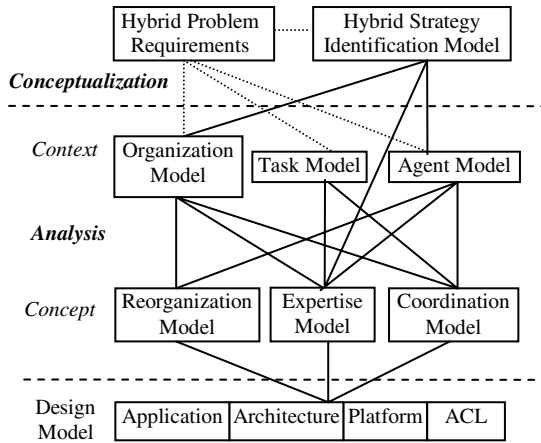 Hybrid Problem
Requirements
Hybrid Strategy
Identification Model
Conceptualization
Context
Organization
Model
Task Model
Agent Model
Analysis
Concept
Reorganization
Model
Expertise
Model
Coordination
Model
Design
Model
Application
Architecture
Platform
ACL